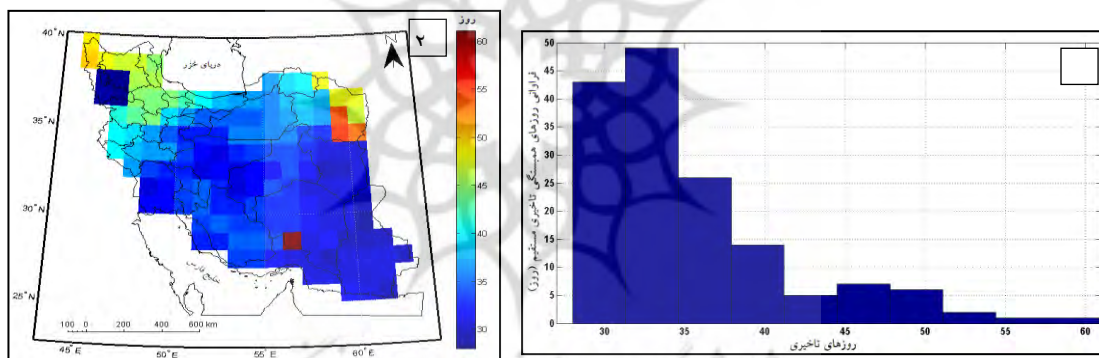 روز
60
55
50
45
40
35
30
40°N
35°N
30°N
25°N
45°E
50°E
55°E
60°E
دریای خزر
خلیج فارس
N
۲
100 0 200 400 600 km
فراوانی روزهای همبستگی تاخیری مستقیم (روز)
50
45
40
35
30
25
20
15
10
5
0
30 35 40 45 50 55 60
روزهای تاخیری